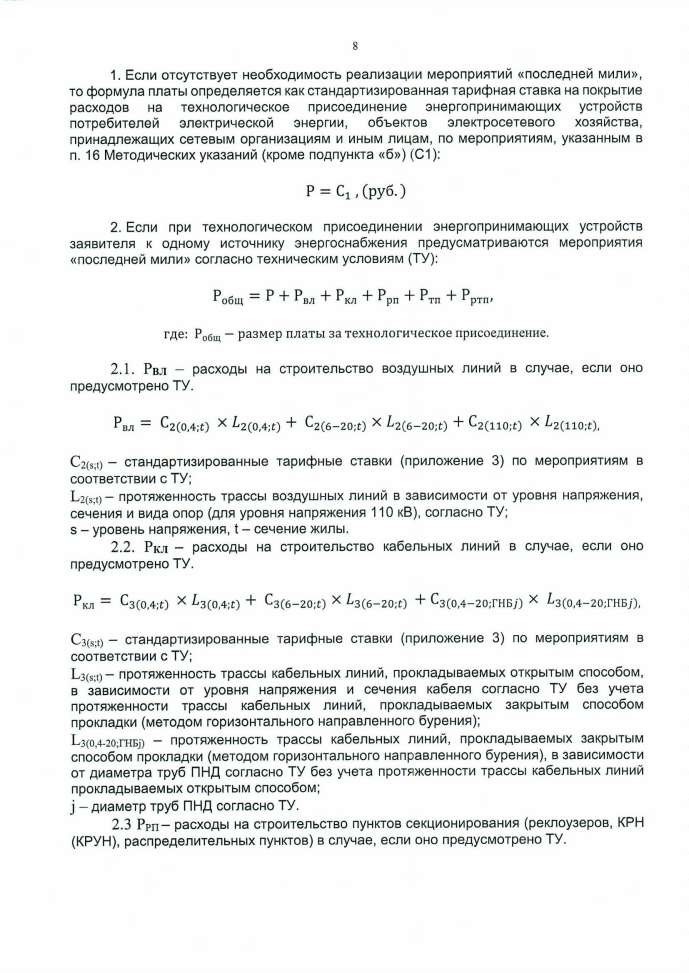 8
1. Если отсутствует необходимость реализации мероприятий «последней мили»,
то формула платы определяется как стандартизированная тарифная ставка на покрытие
расходов на технологическое присоединение энергопринимающих устройств
потребителей электрической энергии, объектов электросетевого хозяйства,
принадлежащих сетевым организациям и иным лицам, по мероприятиям, указанным в
п. 16 Методических указаний (кроме подпункта «б») (С1):
P = C₁ , (руб.)
2. Если при технологическом присоединении энергопринимающих устройств
заявителя к одному источнику энергоснабжения предусматриваются мероприятия
«последней мили» согласно техническим условиям (ТУ):
Pобщ = P + Pвл + Pкл + Pрп + Pтп + Pртп,
где: Pобщ – размер платы за технологическое присоединение.
2.1. PВЛ – расходы на строительство воздушных линий в случае, если оно
предусмотрено ТУ.
Pвл = C2(0,4;t) × L2(0,4;t) + C2(6−20;t) × L2(6−20;t) + C2(110;t) × L2(110;t),
C2(s;t) – стандартизированные тарифные ставки (приложение 3) по мероприятиям в
соответствии с ТУ;
L2(s;t) – протяженность трассы воздушных линий в зависимости от уровня напряжения,
сечения и вида опор (для уровня напряжения 110 кВ), согласно ТУ;
s – уровень напряжения, t – сечение жилы.
2.2. PКЛ – расходы на строительство кабельных линий в случае, если оно
предусмотрено ТУ.
Pкл = C3(0,4;t) × L3(0,4;t) + C3(6−20;t) × L3(6−20;t) + C3(0,4−20;ГНБj) × L3(0,4−20;ГНБj),
C3(s;t) – стандартизированные тарифные ставки (приложение 3) по мероприятиям в
соответствии с ТУ;
L3(s;t) – протяженность трассы кабельных линий, прокладываемых открытым способом,
в зависимости от уровня напряжения и сечения кабеля согласно ТУ без учета
протяженности трассы кабельных линий, прокладываемых закрытым способом
прокладки (методом горизонтального направленного бурения);
L3(0,4-20;ГНБj) – протяженность трассы кабельных линий, прокладываемых закрытым
способом прокладки (методом горизонтального направленного бурения), в зависимости
от диаметра труб ПНД согласно ТУ без учета протяженности трассы кабельных линий
прокладываемых открытым способом;
j – диаметр труб ПНД согласно ТУ.
2.3 PРП – расходы на строительство пунктов секционирования (реклоузеров, КРН
(КРУН), распределительных пунктов) в случае, если оно предусмотрено ТУ.